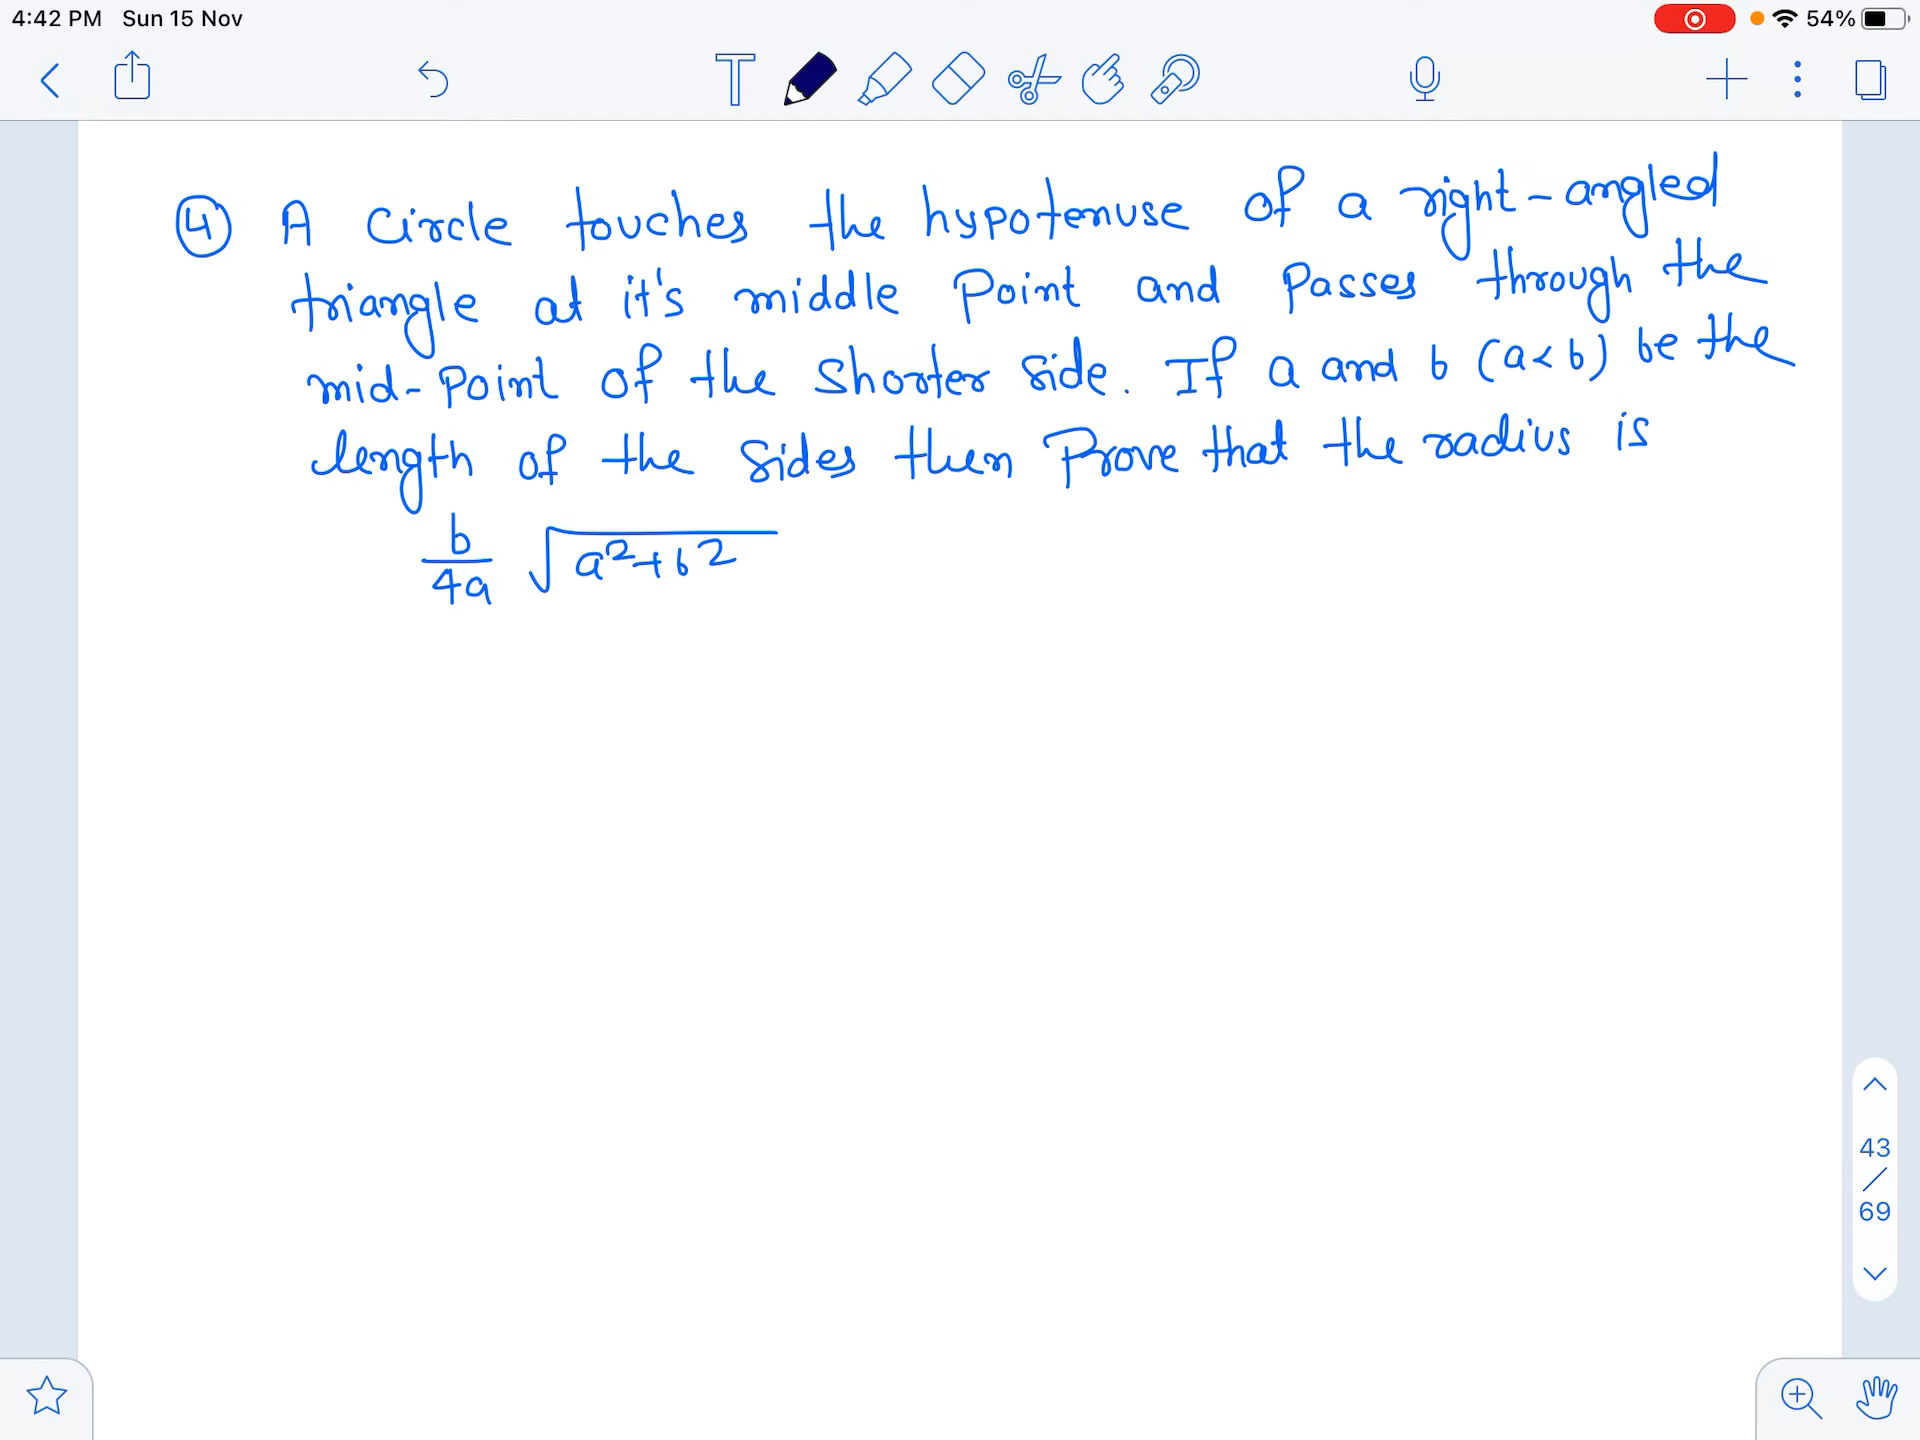 4:42 PM Sun 15 Nov
54%
④ A circle touches the hypotenuse of a right-angled
triangle at it's middle point and passes through the
mid-point of the shorter side. If a and b (a<b) be the
length of the sides then Prove that the radius is
b/4a √a²+b²
43
/
69